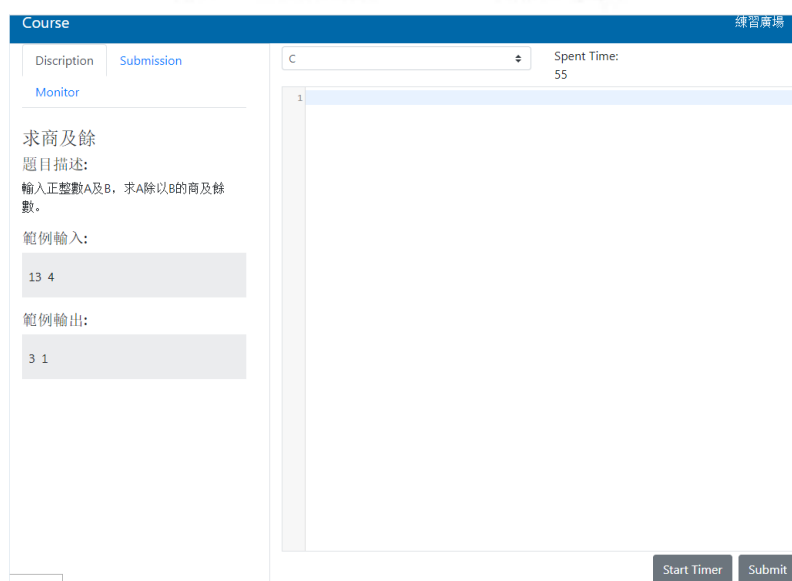 Course
練習廣場
Discription
Submission
Monitor
求商及餘
題目描述:
輸入正整數A及B，求A除以B的商及餘
數。
範例輸入:
13 4
範例輸出:
3 1
C
Spent Time:
55
1
Start Timer
Submit